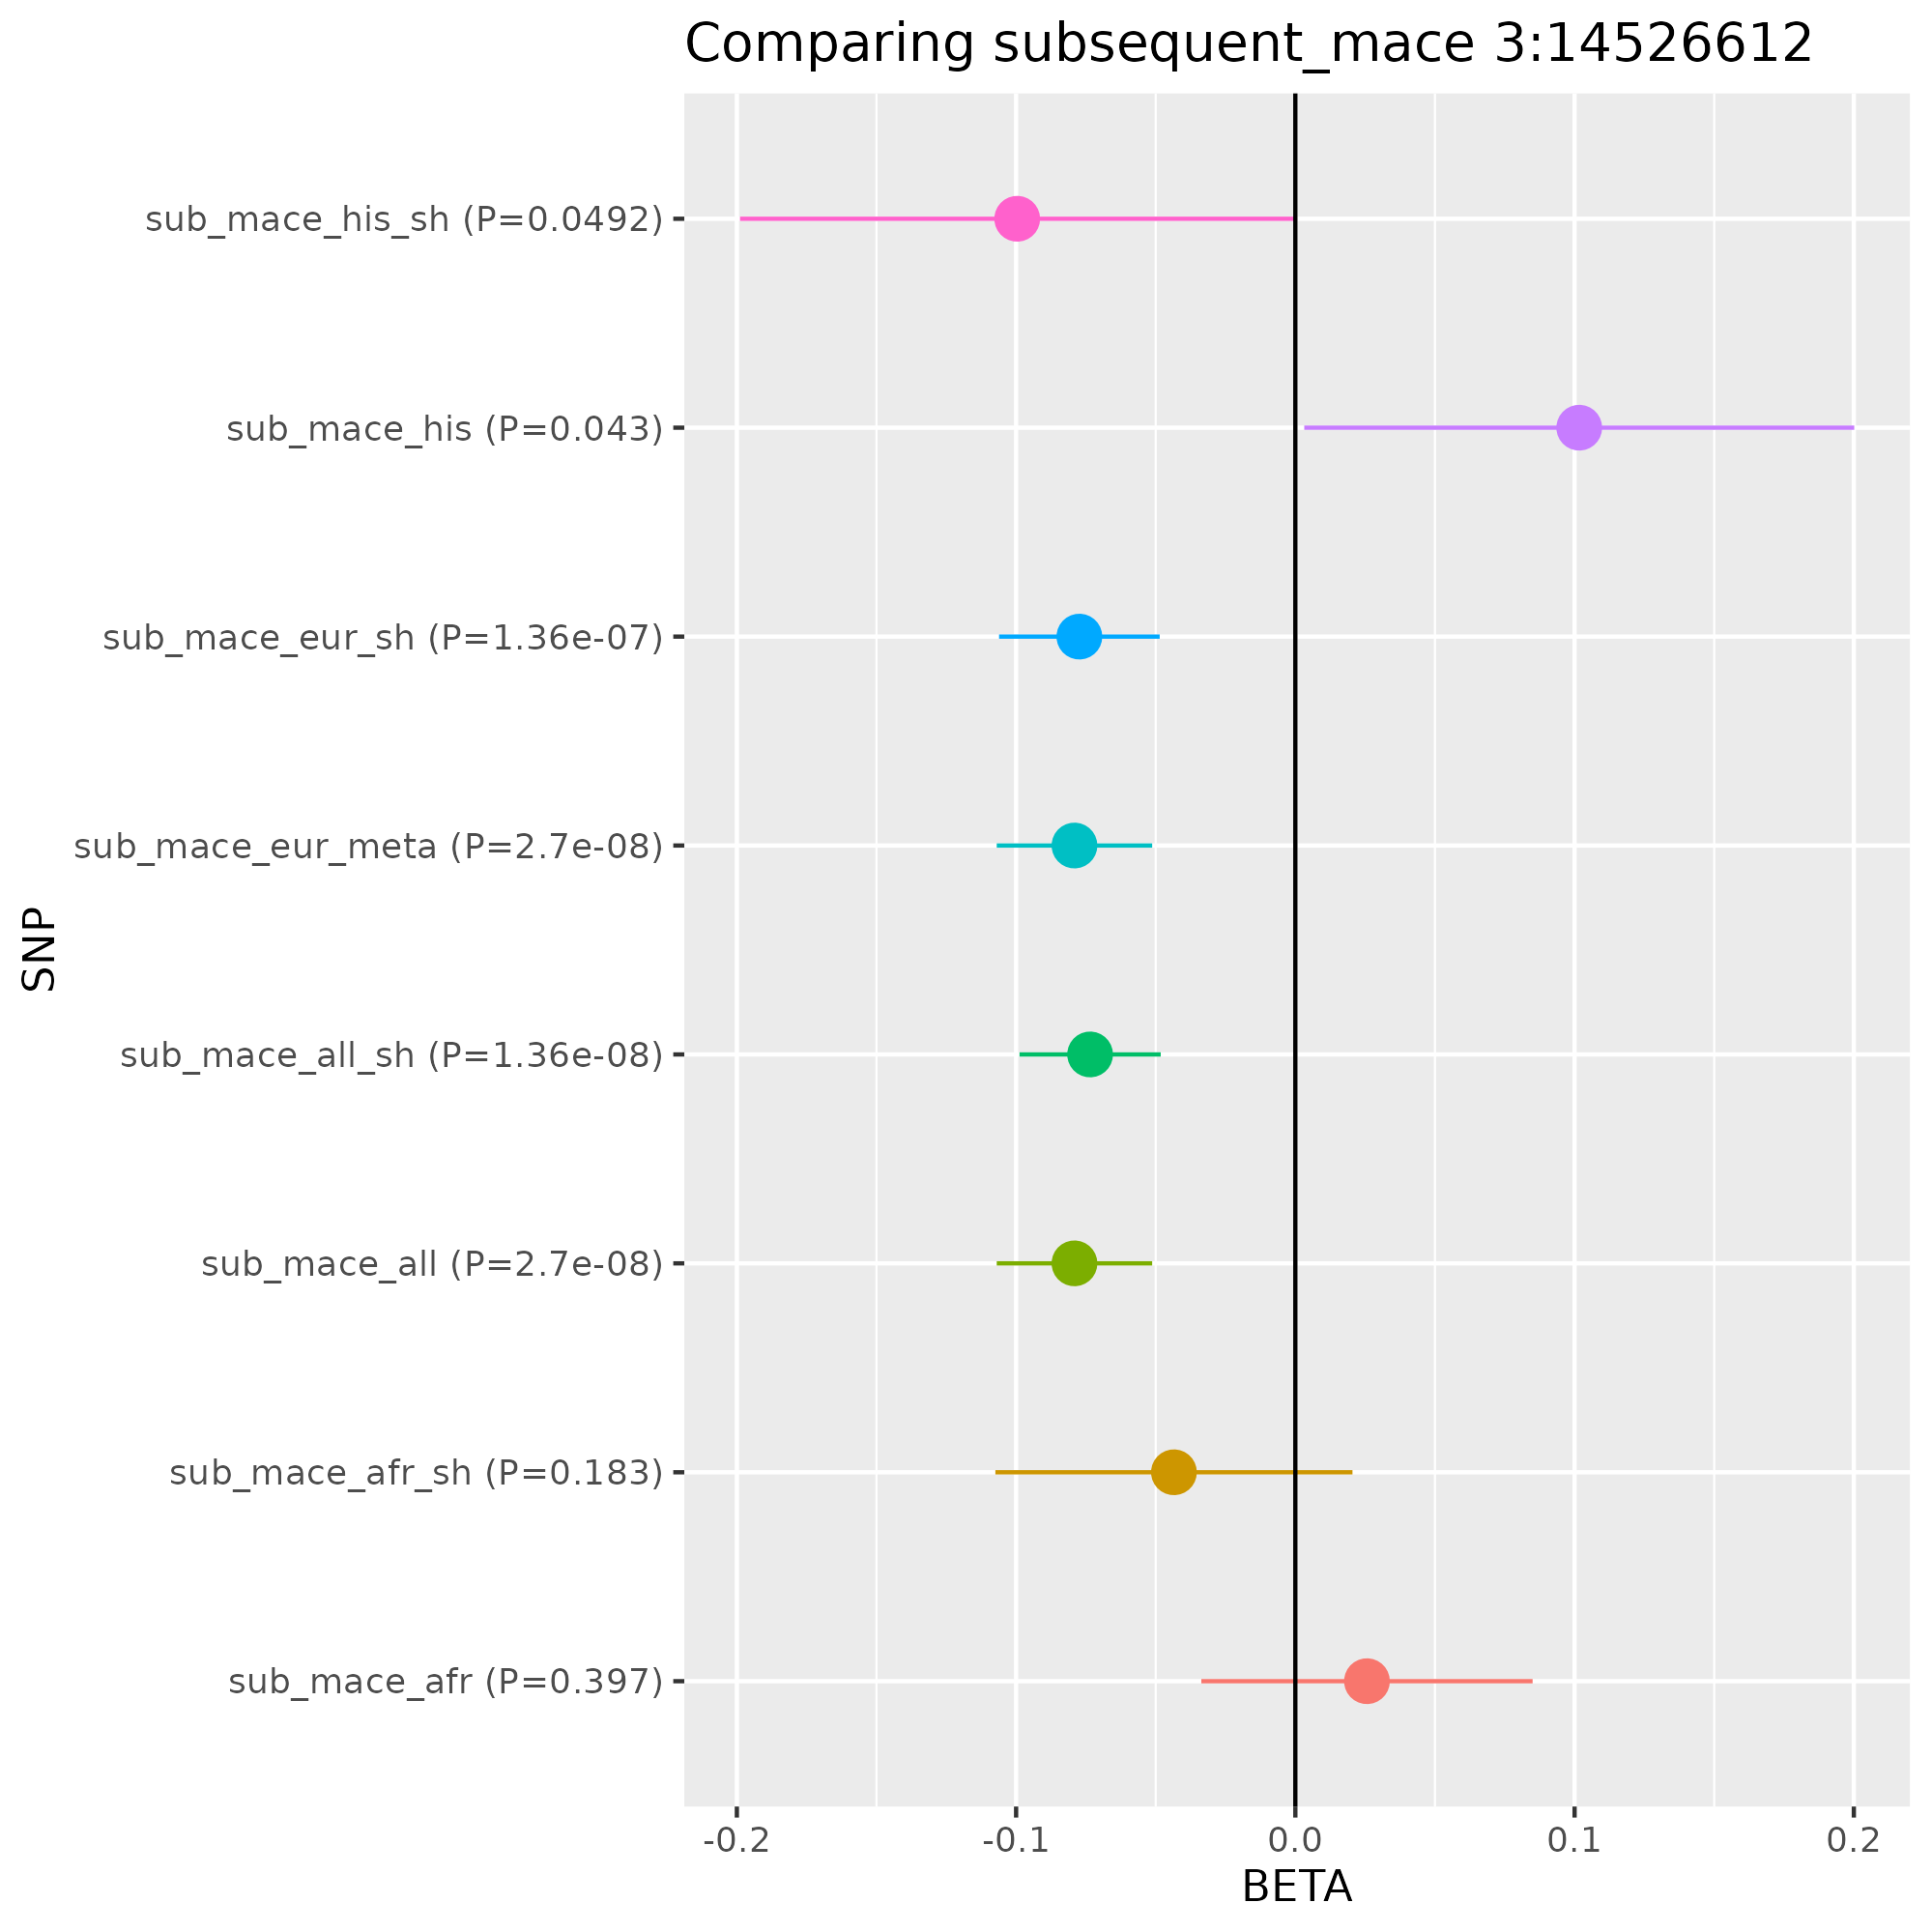 Comparing subsequent_mace 3:14526612
sub_mace_his_sh (P=0.0492)
sub_mace_his (P=0.043)
sub_mace_eur_sh (P=1.36e-07)
sub_mace_eur_meta (P=2.7e-08)
SNP
sub_mace_all_sh (P=1.36e-08)
sub_mace_all (P=2.7e-08)
sub_mace_afr_sh (P=0.183)
sub_mace_afr (P=0.397)
-0.2 -0.1 0.0 0.1 0.2
BETA